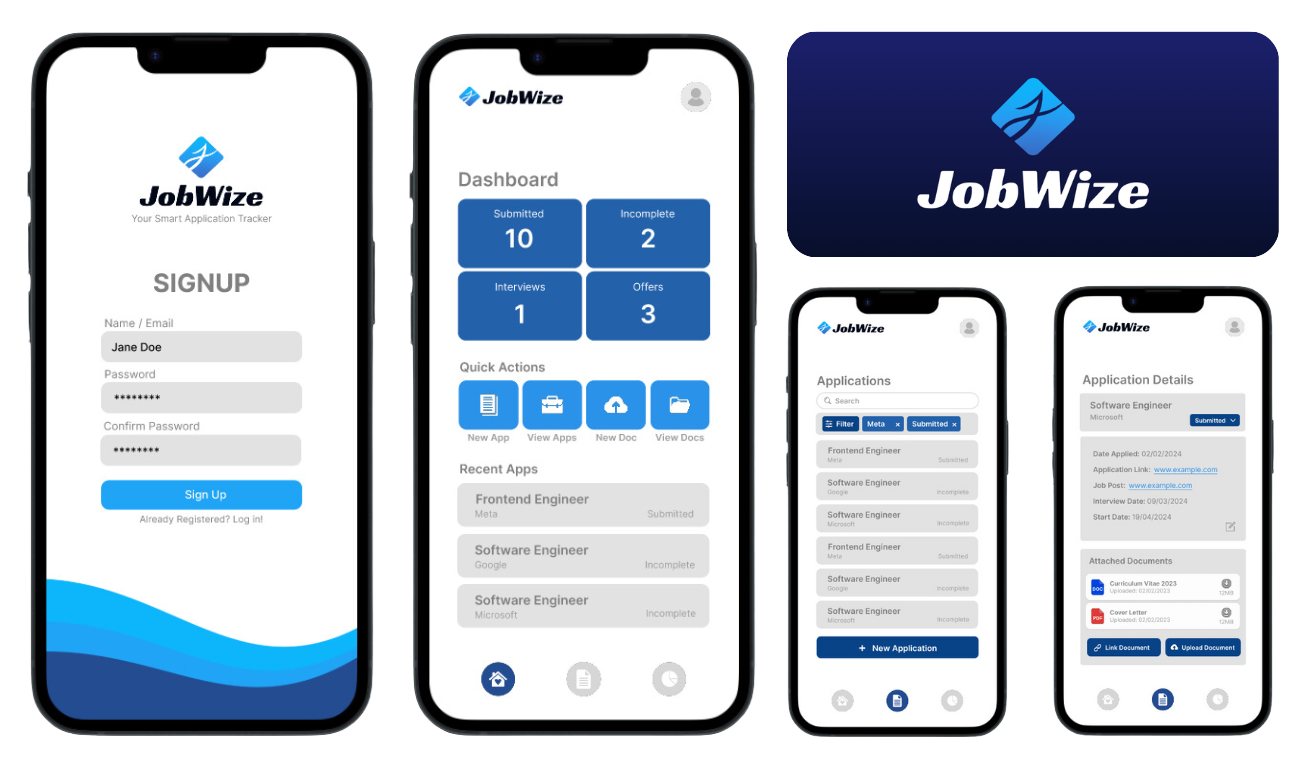 JobWize
Your Smart Application Tracker
SIGNUP
Name / Email
Jane Doe
Password
********
Confirm Password
********
Sign Up
Already Registered? Log in!
JobWize
Dashboard
Submitted
10
Incomplete
2
Interviews
1
Offers
3
Quick Actions
New App
View Apps
New Doc
View Docs
Recent Apps
Frontend Engineer
Meta
Submitted
Software Engineer
Google
Incomplete
Software Engineer
Microsoft
Incomplete
JobWize
JobWize
Applications
Search
Filter
Meta x
Submitted x
Frontend Engineer
Meta
Submitted
Software Engineer
Google
Incomplete
Software Engineer
Microsoft
Incomplete
Frontend Engineer
Meta
Submitted
Software Engineer
Google
Incomplete
Software Engineer
Microsoft
Incomplete
+ New Application
JobWize
Application Details
Software Engineer
Microsoft
Submitted
Date Applied: 02/02/2024
Application Link: www.example.com
Job Post: www.example.com
Interview Date: 09/03/2024
Start Date: 19/04/2024
Attached Documents
DOC
Curriculum Vitae 2023
Uploaded: 02/02/2023
12MB
PDF
Cover Letter
Uploaded: 02/02/2023
12MB
Link Document
Upload Document